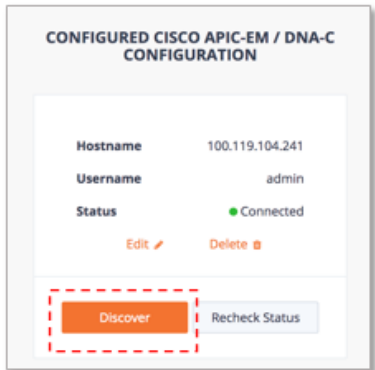 CONFIGURED CISCO APIC-EM / DNA-C
CONFIGURATION
Hostname 100.119.104.241
Username admin
Status Connected
Edit Delete
Discover Recheck Status